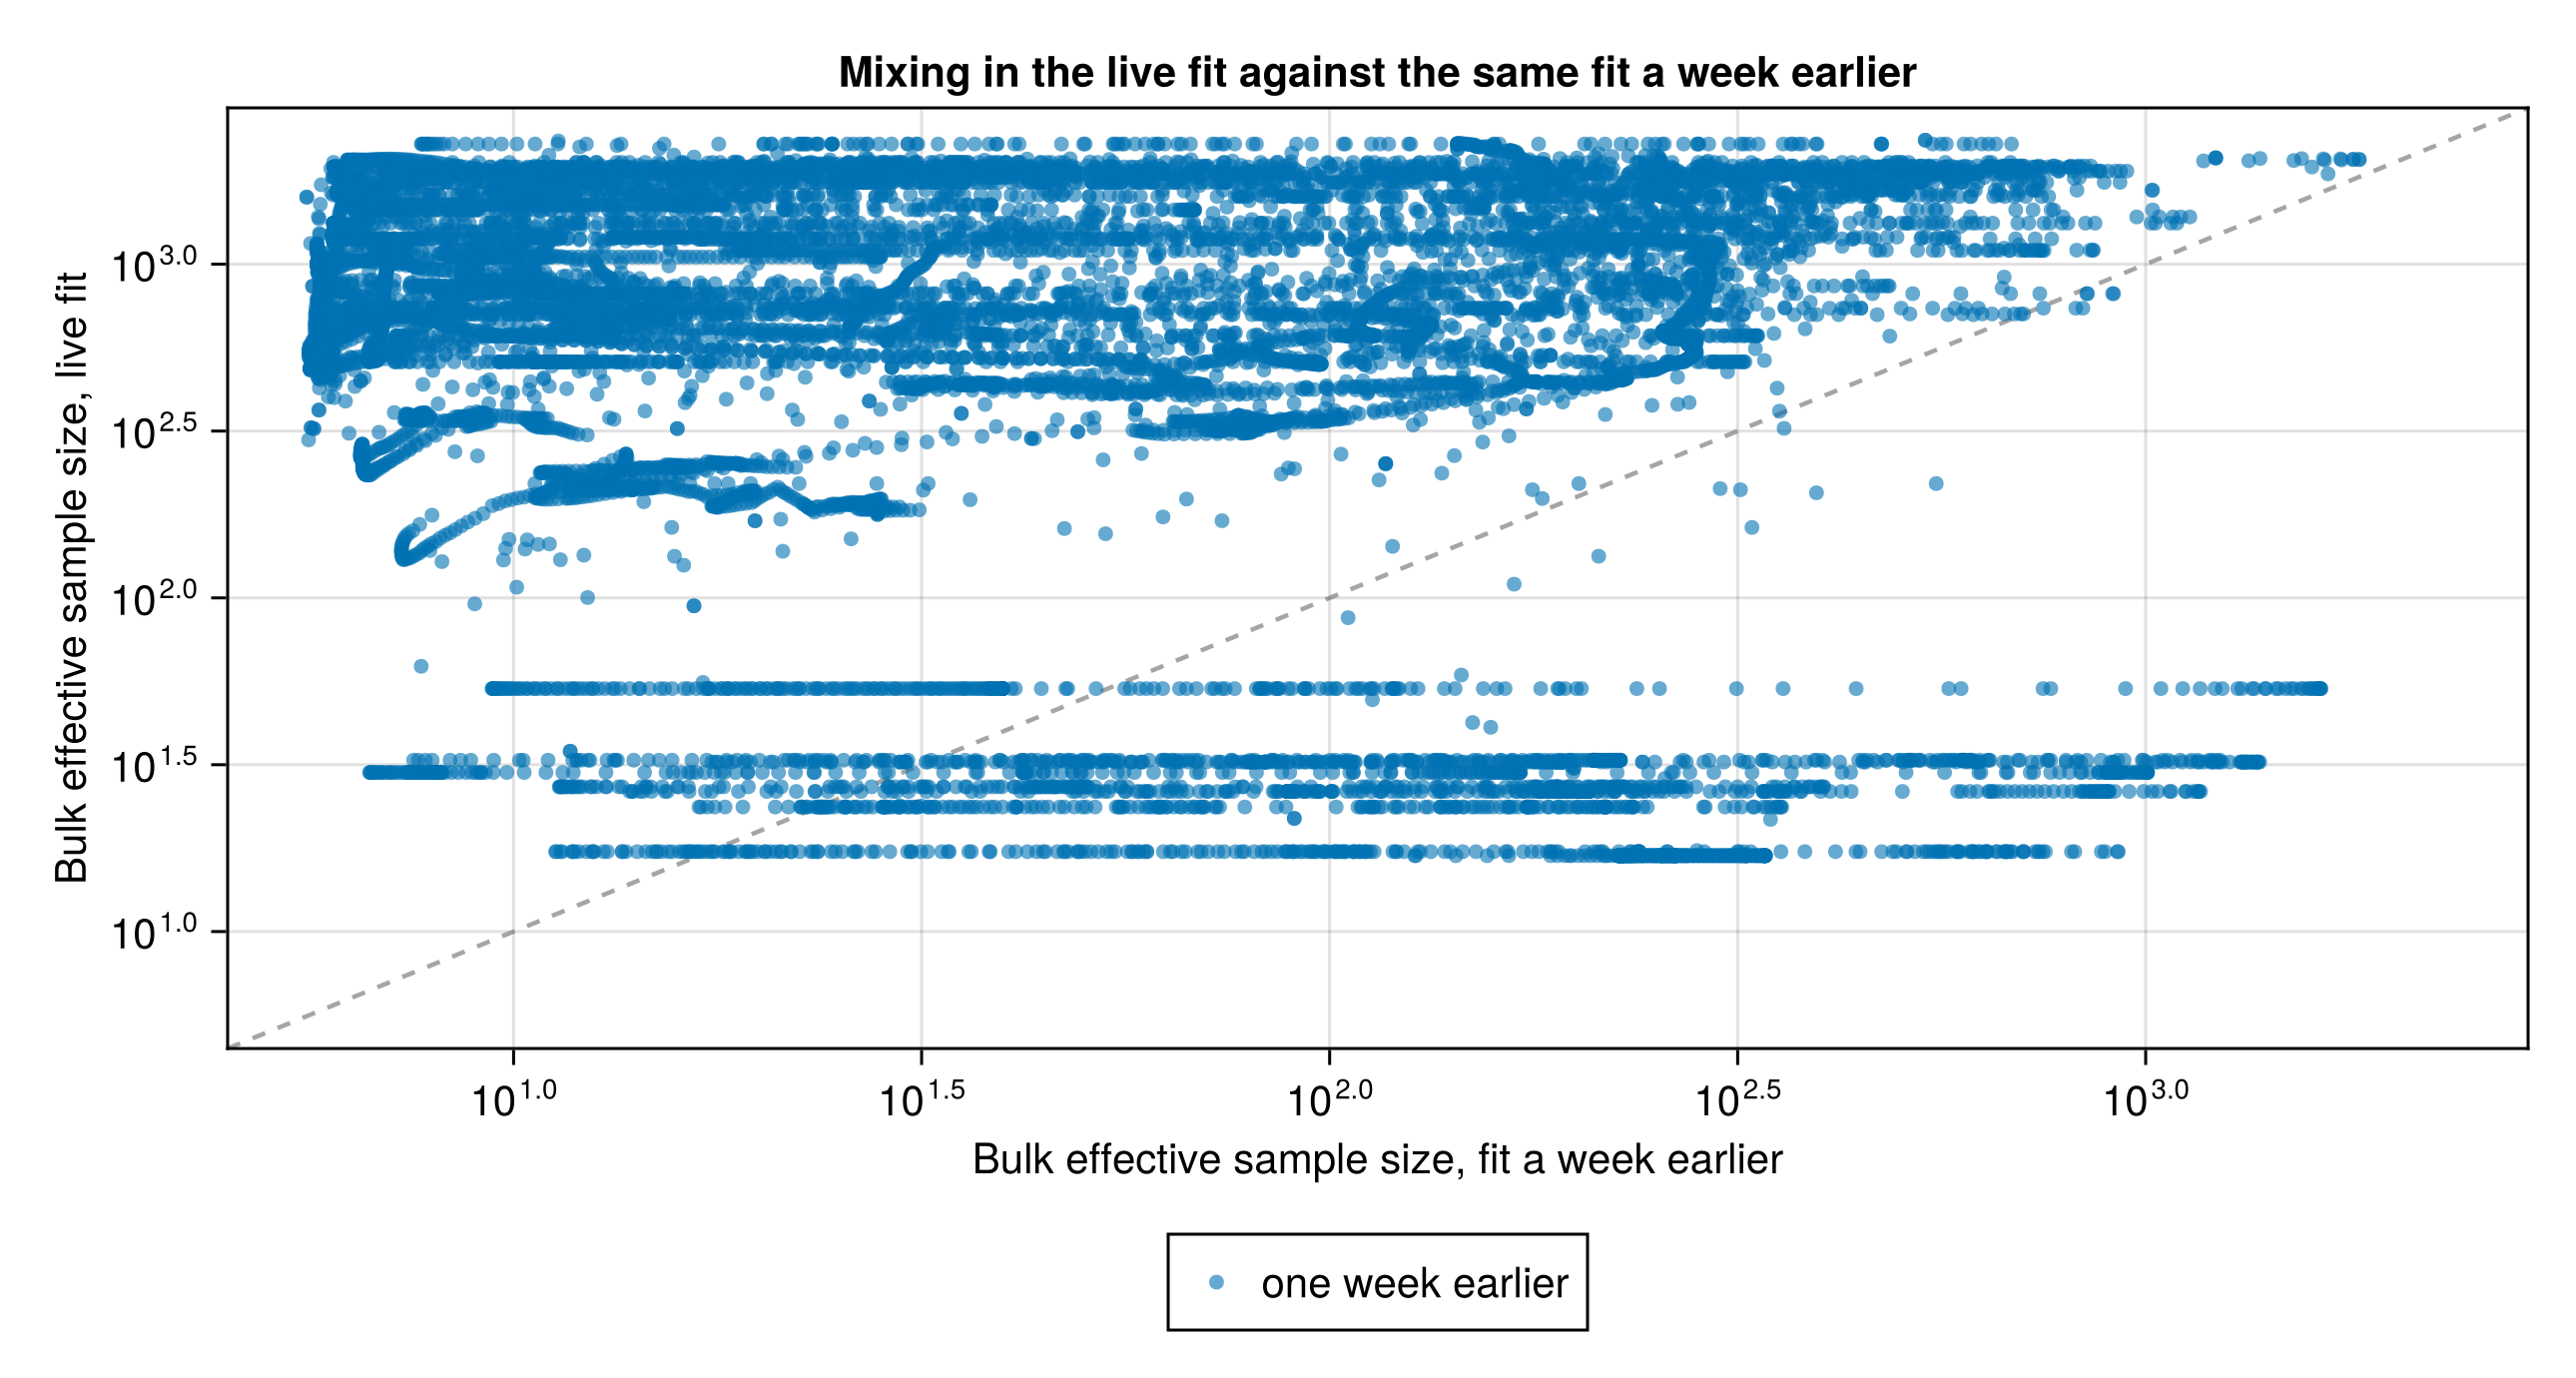 Mixing in the live fit against the same fit a week earlier
Bulk effective sample size, live fit
10^3.0
10^2.5
10^2.0
10^1.5
10^1.0
10^1.0 10^1.5 10^2.0 10^2.5 10^3.0
Bulk effective sample size, fit a week earlier
one week earlier